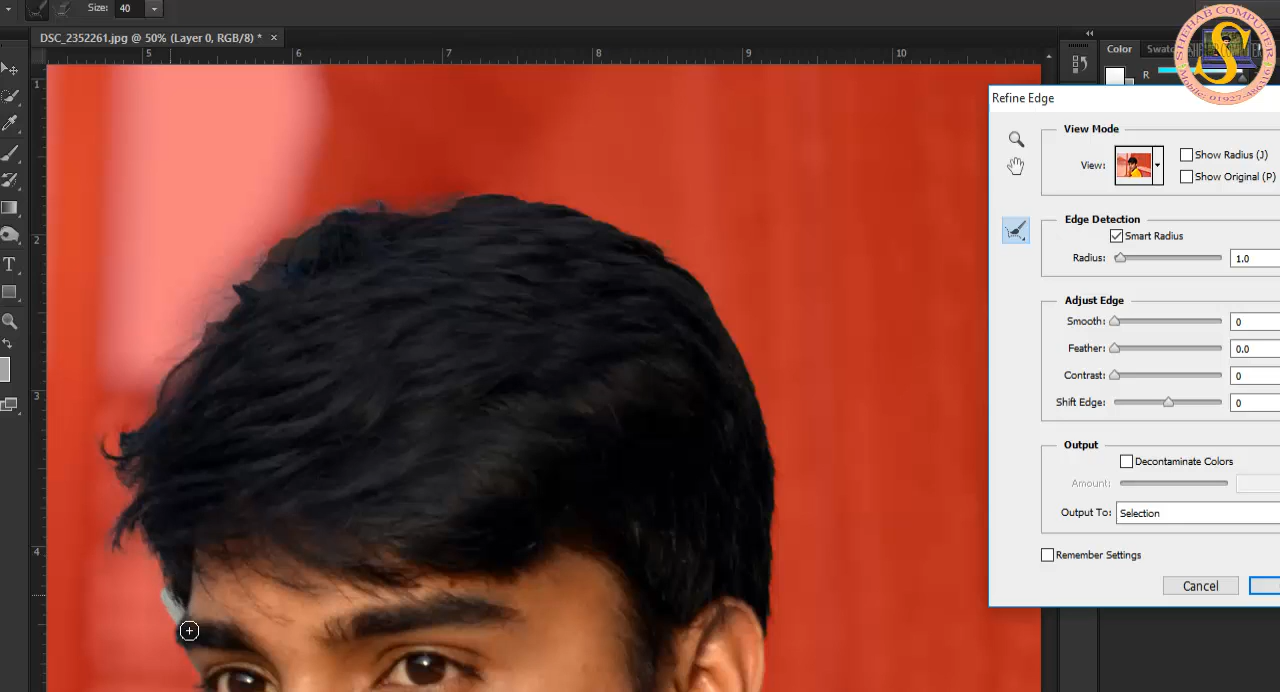 Size: 40
DSC_2352261.jpg @ 50% (Layer 0, RGB/8) * ×
5 6 7 8 9 10
1
2
3
4
Color
R
SHEHAB COMPUTER
S
Refine Edge
View Mode
View:
Show Radius (J)
Show Original (P)
Edge Detection
Smart Radius
Radius: 1.0
Adjust Edge
Smooth: 0
Feather: 0.0
Contrast: 0
Shift Edge: 0
Output
Decontaminate Colors
Amount:
Output To: Selection
Remember Settings
Cancel